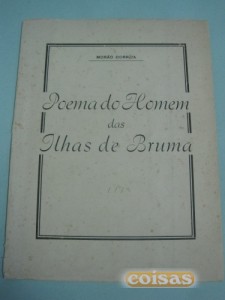 Poema do Homem
das
Ilhas de Bruma
coisas